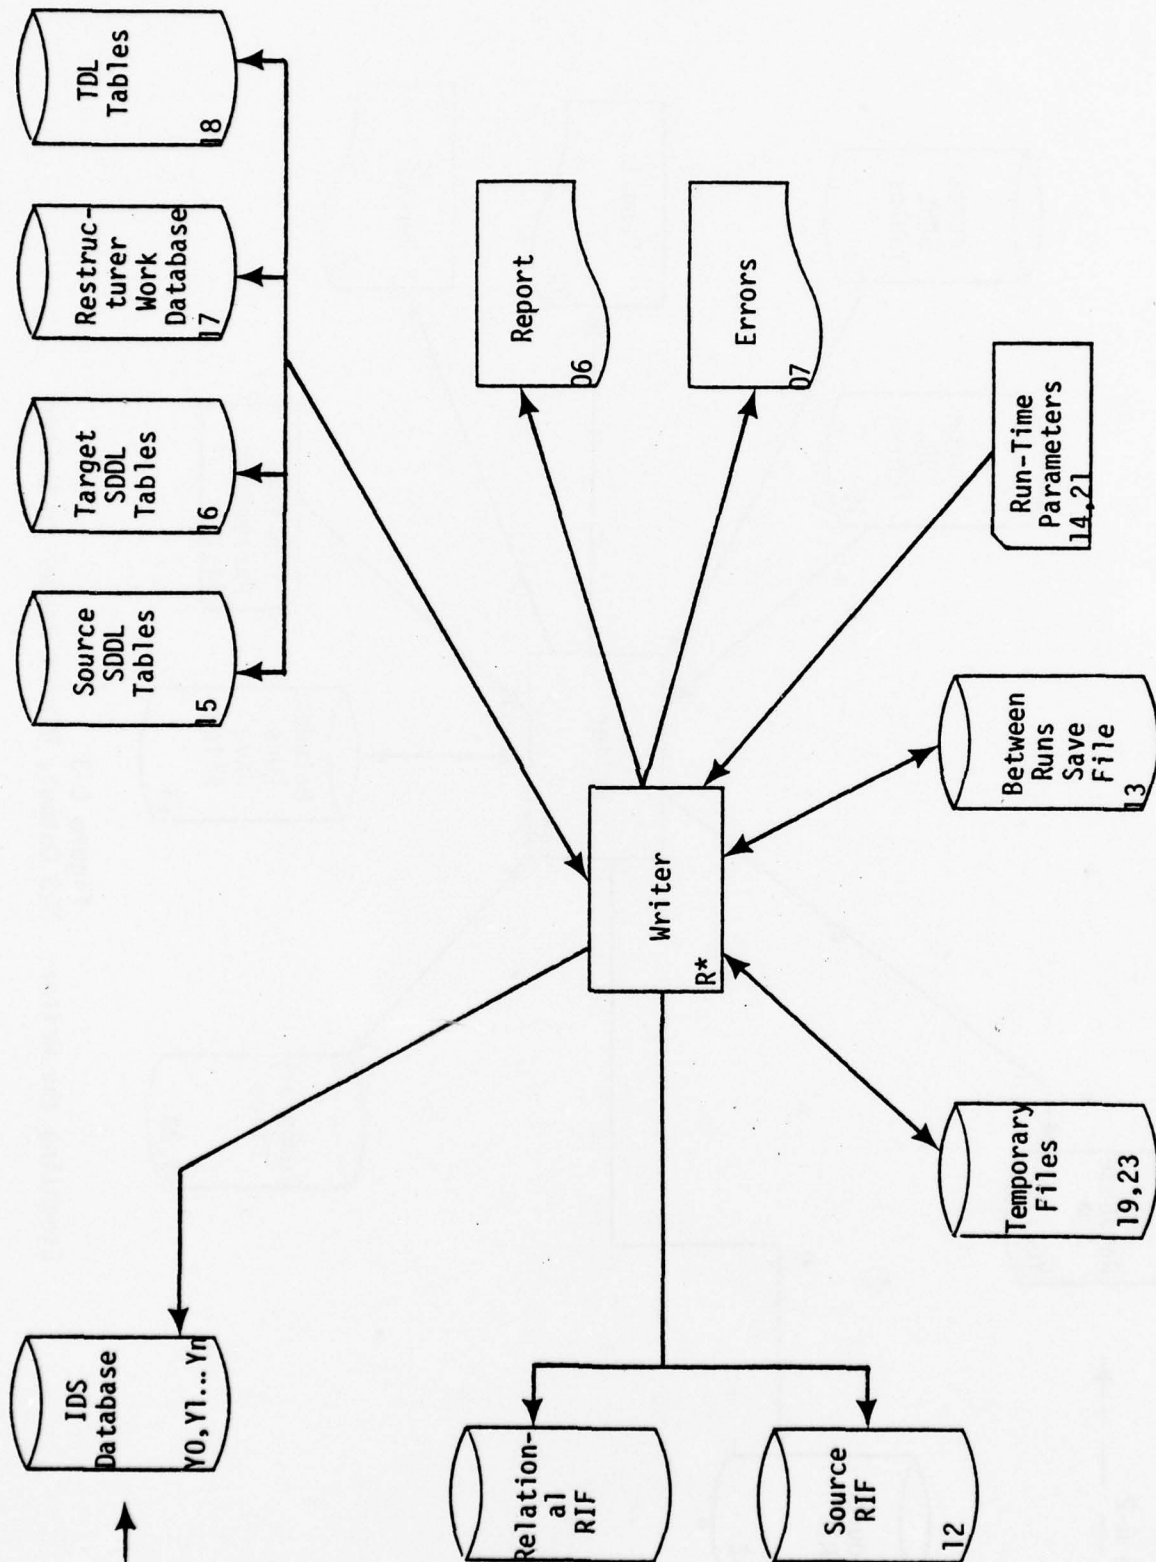 IDS
Database
Y0,Y1...Yn
Source
SDDL
Tables
15
Target
SDDL
Tables
16
Restruc-
turer
Work
Database
17
TDL
Tables
18
Relation-
al
RIF
Source
RIF
12
Writer
R*
Report
06
Errors
07
Temporary
Files
19,23
Between
Runs
Save
File
13
Run-Time
Parameters
14,21